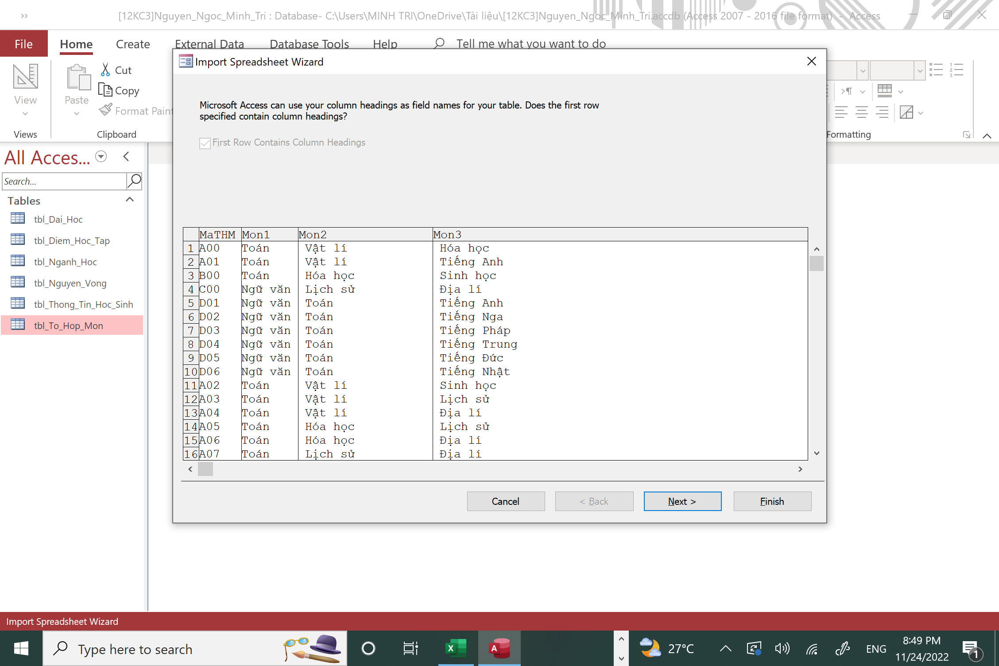 [12KC3]Nguyen_Ngoc_Minh_Tri : Database- C:\Users\MINH TRI\OneDrive\Tài liệu\[12KC3]Nguyen_Ngoc_Minh_Tri.accdb (Access 2007 - 2016 file format) - Access
File Home Create External Data Database Tools Help Tell me what you want to do
View
Views
Paste
Cut
Copy
Format Paint
Clipboard
Formatting
All Acces...
Search...
Tables
tbl_Dai_Hoc
tbl_Diem_Hoc_Tap
tbl_Nganh_Hoc
tbl_Nguyen_Vong
tbl_Thong_Tin_Hoc_Sinh
tbl_To_Hop_Mon
Import Spreadsheet Wizard
Microsoft Access can use your column headings as field names for your table. Does the first row
specified contain column headings?
First Row Contains Column Headings
MaTHM Mon1 Mon2 Mon3
1 A00 Toán Vật lí Hóa học
2 A01 Toán Vật lí Tiếng Anh
3 B00 Toán Hóa học Sinh học
4 C00 Ngữ văn Lịch sử Địa lí
5 D01 Ngữ văn Toán Tiếng Anh
6 D02 Ngữ văn Toán Tiếng Nga
7 D03 Ngữ văn Toán Tiếng Pháp
8 D04 Ngữ văn Toán Tiếng Trung
9 D05 Ngữ văn Toán Tiếng Đức
10 D06 Ngữ văn Toán Tiếng Nhật
11 A02 Toán Vật lí Sinh học
12 A03 Toán Vật lí Lịch sử
13 A04 Toán Vật lí Địa lí
14 A05 Toán Hóa học Lịch sử
15 A06 Toán Hóa học Địa lí
16 A07 Toán Lịch sử Địa lí
Cancel < Back Next > Finish
Import Spreadsheet Wizard
Type here to search
27°C
ENG
8:49 PM
11/24/2022
1